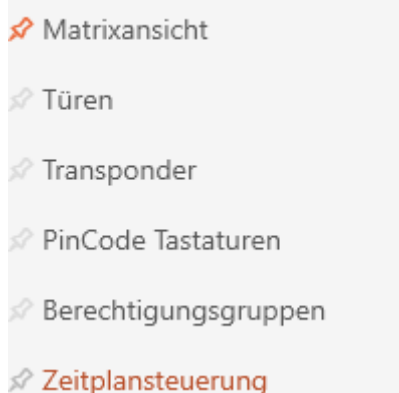 Matrixansicht
Türen
Transponder
PinCode Tastaturen
Berechtigungsgruppen
Zeitplansteuerung